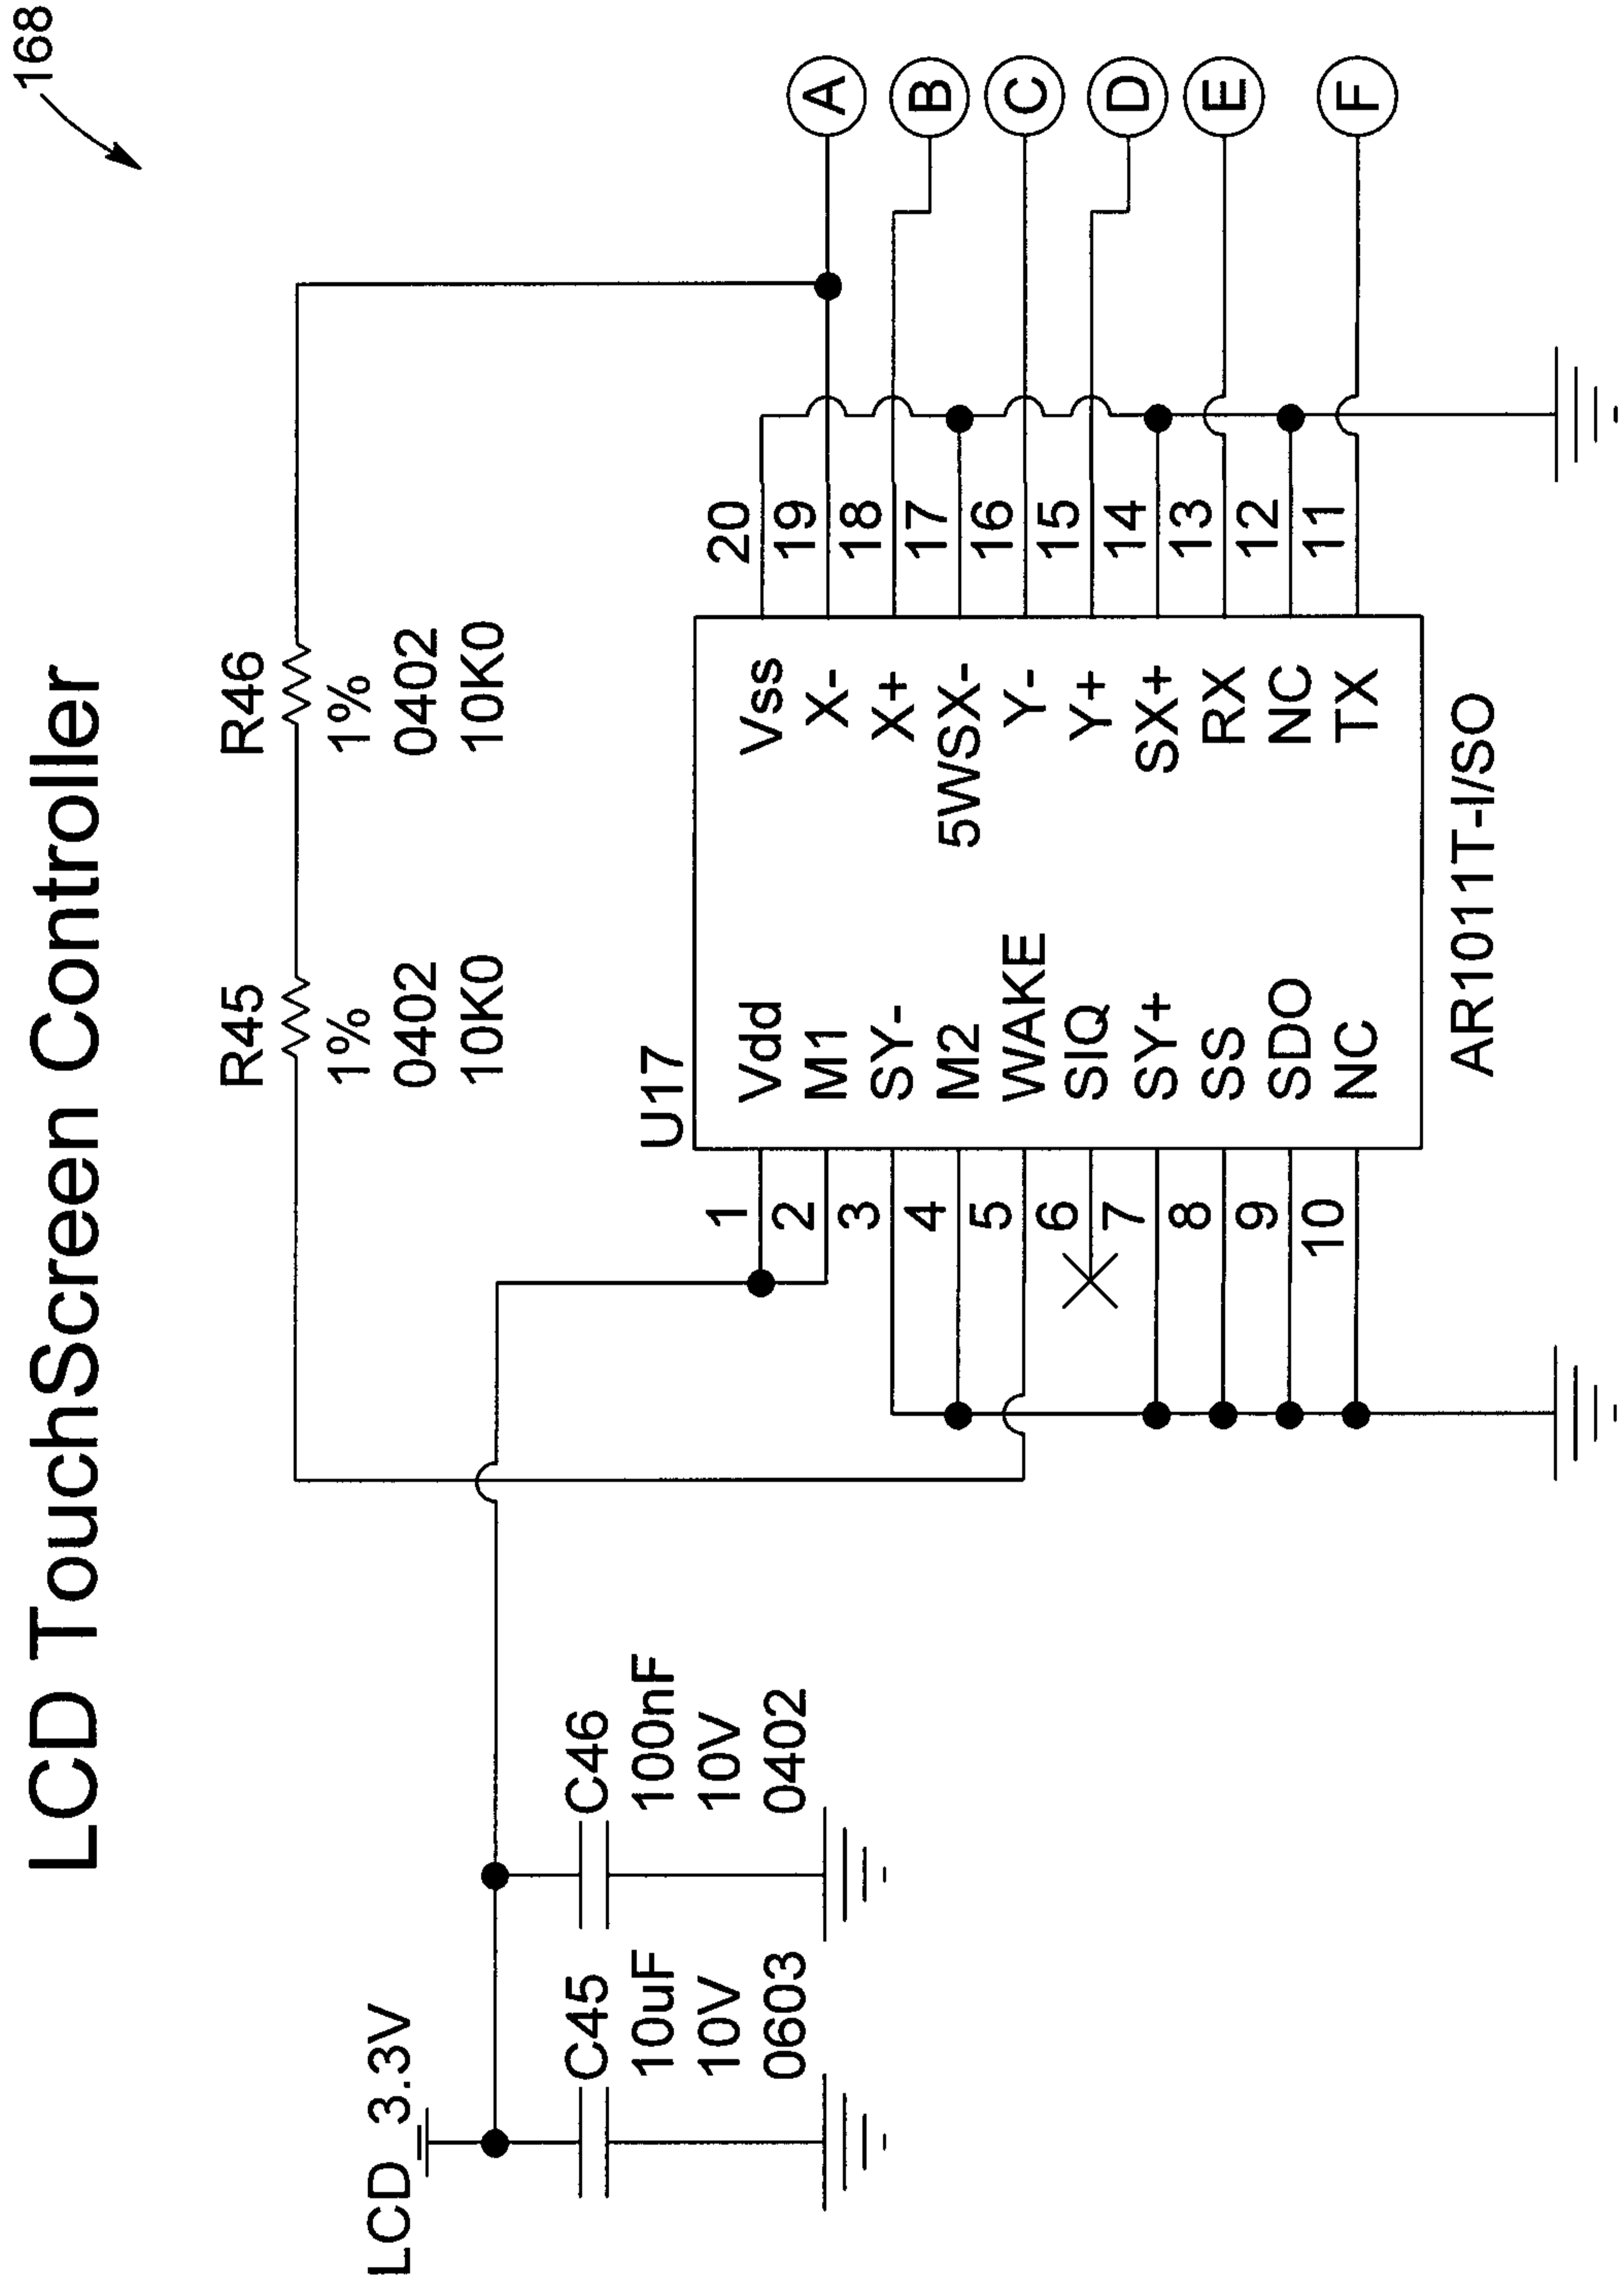 168
LCD TouchScreen Controller
R45
1%
0402
10K0
R46
1%
0402
10K0
LCD_3.3V
C45
10uF
10V
0603
C46
100nF
10V
0402
U17
1 Vdd
2 M1
3 SY-
4 M2
5 WAKE
6 SIQ
7 SY+
8 SS
9 SDO
10 NC
Vss 20
X- 19
X+ 18
5WSX- 17
Y- 16
Y+ 15
SX+ 14
RX 13
NC 12
TX 11
AR1011T-I/SO
A
B
C
D
E
F